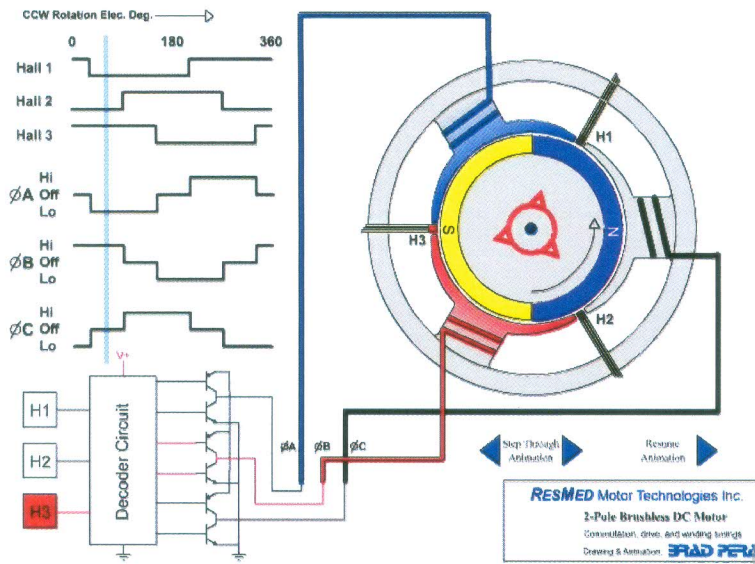 CCW Rotation Elec. Deg.
0 180 360
Hall 1
Hall 2
Hall 3
Hi
ØA Off
Lo
Hi
ØB Off
Lo
Hi
ØC Off
Lo
V+
H1
H2
H3
Decoder Circuit
ØA ØB ØC
H1
H3
H2
S
N
Step Through
Animation
Resume
Animation
RESMED Motor Technologies Inc.
2-Pole Brushless DC Motor
Commutation, drive, and winding timings
Drawing & Animation: BRAD PERA